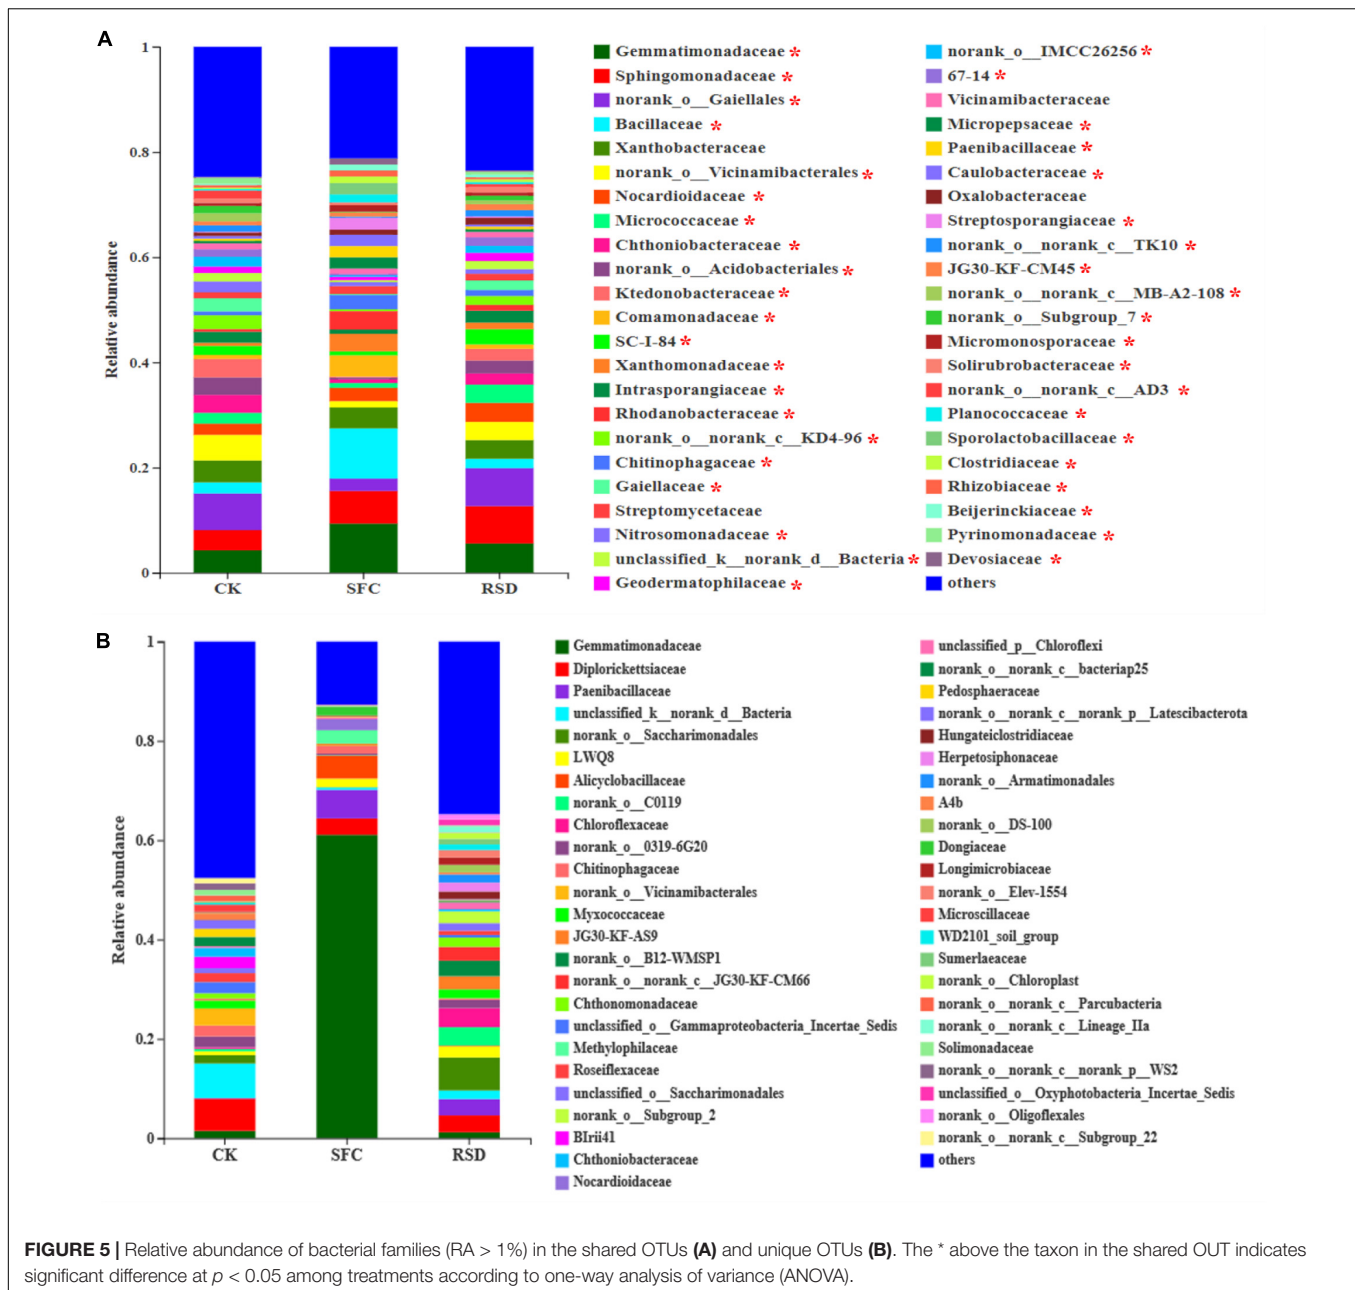 A
1
0.8
0.6
0.4
0.2
0
Relative abundance
CK SFC RSD
Gemmatimonadaceae *
Sphingomonadaceae *
norank_o__Gaiellales *
Bacillaceae *
Xanthobacteraceae
norank_o__Vicinamibacterales *
Nocardioidaceae *
Micrococcaceae *
Chthoniobacteraceae *
norank_o__Acidobacteriales *
Ktedonobacteraceae *
Comamonadaceae *
SC-I-84 *
Xanthomonadaceae *
Intrasporangiaceae *
Rhodanobacteraceae *
norank_o__norank_c__KD4-96 *
Chitinophagaceae *
Gaiellaceae *
Streptomycetaceae
Nitrosomonadaceae *
unclassified_k__norank_d__Bacteria *
Geodermatophilaceae *
norank_o__IMCC26256 *
67-14 *
Vicinamibacteraceae
Micropepsaceae *
Paenibacillaceae *
Caulobacteraceae *
Oxalobacteraceae
Streptosporangiaceae *
norank_o__norank_c__TK10 *
JG30-KF-CM45 *
norank_o__norank_c__MB-A2-108 *
norank_o__Subgroup_7 *
Micromonosporaceae *
Solirubrobacteraceae *
norank_o__norank_c__AD3 *
Planococcaceae *
Sporolactobacillaceae *
Clostridiaceae *
Rhizobiaceae *
Beijerinckiaceae *
Pyrinomonadaceae *
Devosiaceae *
others
B
1
0.8
0.6
0.4
0.2
0
Relative abundance
CK SFC RSD
Gemmatimonadaceae
Diplorickettsiaceae
Paenibacillaceae
unclassified_k__norank_d__Bacteria
norank_o__Saccharimonadales
LWQ8
Alicyclobacillaceae
norank_o__C0119
Chloroflexaceae
norank_o__0319-6G20
Chitinophagaceae
norank_o__Vicinamibacterales
Myxococcaceae
JG30-KF-AS9
norank_o__B12-WMSP1
norank_o__norank_c__JG30-KF-CM66
Chthonomonadaceae
unclassified_o__Gammaproteobacteria_Incertae_Sedis
Methylophilaceae
Roseiflexaceae
unclassified_o__Saccharimonadales
norank_o__Subgroup_2
BIrii41
Chthoniobacteraceae
Nocardioidaceae
unclassified_p__Chloroflexi
norank_o__norank_c__bacteriap25
Pedosphaeraceae
norank_o__norank_c__norank_p__Latescibacterota
Hungateiclostridiaceae
Herpetosiphonaceae
norank_o__Armatimonadales
A4b
norank_o__DS-100
Dongiaceae
Longimicrobiaceae
norank_o__Elev-1554
Microscillaceae
WD2101_soil_group
Sumerlaeaceae
norank_o__Chloroplast
norank_o__norank_c__Parcubacteria
norank_o__norank_c__Lineage_IIa
Solimonadaceae
norank_o__norank_c__norank_p__WS2
unclassified_o__Oxyphotobacteria_Incertae_Sedis
norank_o__Oligoflexales
norank_o__norank_c__Subgroup_22
others
FIGURE 5 | Relative abundance of bacterial families (RA > 1%) in the shared OTUs (A) and unique OTUs (B). The * above the taxon in the shared OUT indicates
significant difference at p < 0.05 among treatments according to one-way analysis of variance (ANOVA).